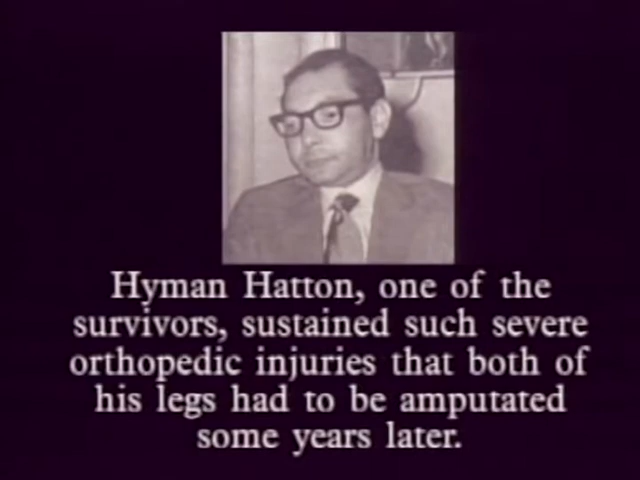 Hyman Hatton, one of the
survivors, sustained such severe
orthopedic injuries that both of
his legs had to be amputated
some years later.